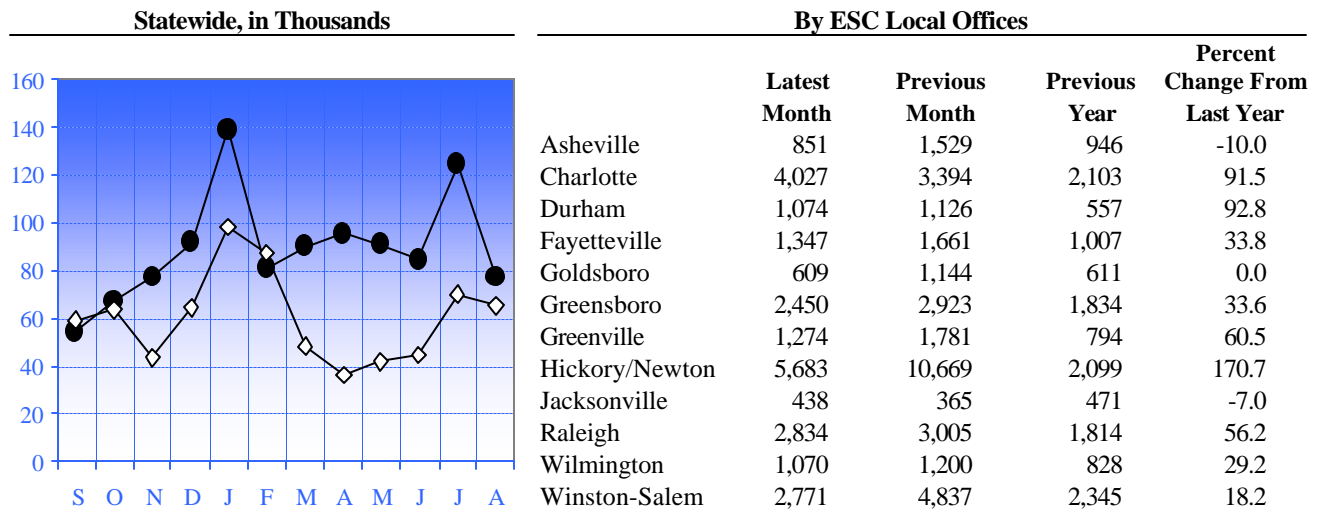 Statewide, in Thousands
160
140
120
100
80
60
40
20
0
S O N D J F M A M J J A
By ESC Local Offices
Percent
Latest Previous Previous Change From
Month Month Year Last Year
Asheville 851 1,529 946 -10.0
Charlotte 4,027 3,394 2,103 91.5
Durham 1,074 1,126 557 92.8
Fayetteville 1,347 1,661 1,007 33.8
Goldsboro 609 1,144 611 0.0
Greensboro 2,450 2,923 1,834 33.6
Greenville 1,274 1,781 794 60.5
Hickory/Newton 5,683 10,669 2,099 170.7
Jacksonville 438 365 471 -7.0
Raleigh 2,834 3,005 1,814 56.2
Wilmington 1,070 1,200 828 29.2
Winston-Salem 2,771 4,837 2,345 18.2